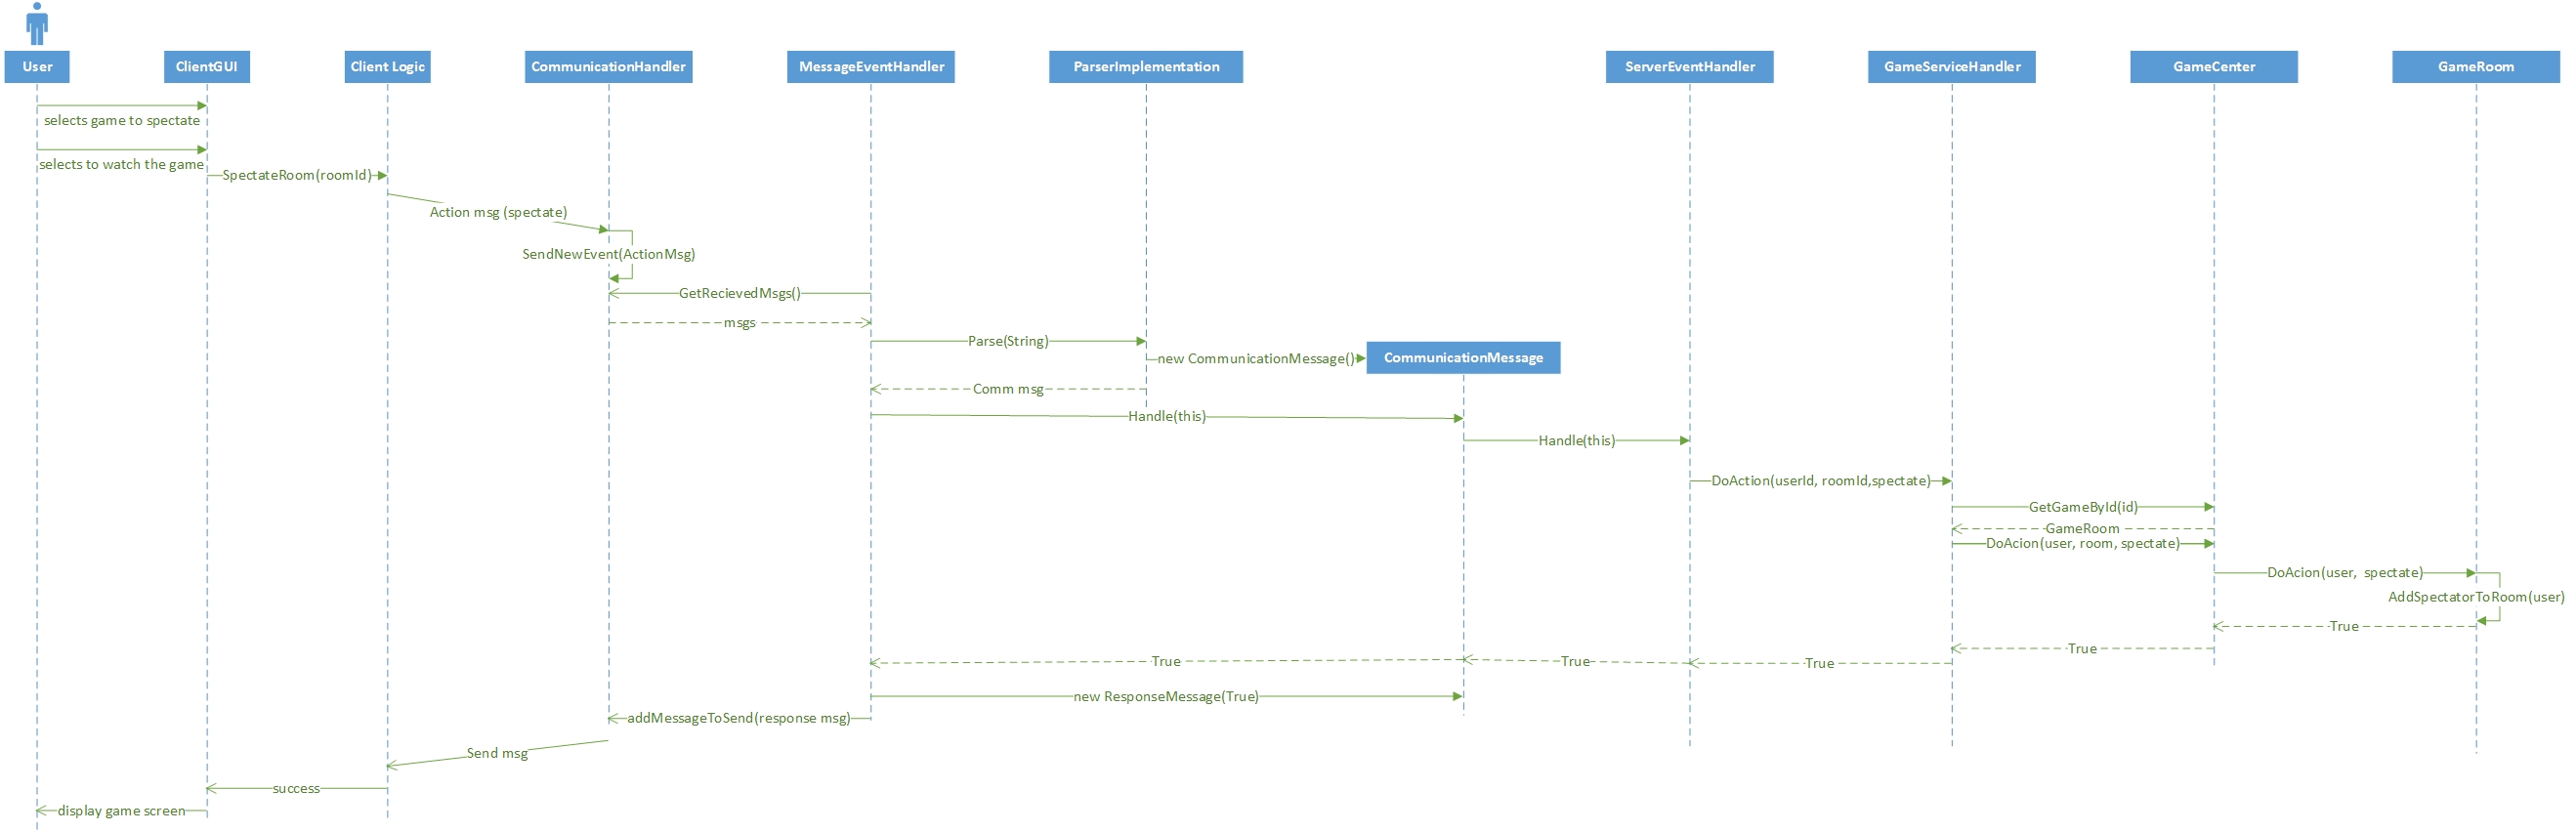 User
ClientGUI
Client Logic
CommunicationHandler
MessageEventHandler
ParserImplementation
ServerEventHandler
GameServiceHandler
GameCenter
GameRoom
selects game to spectate
selects to watch the game
SpectateRoom(roomId)
Action msg (spectate)
SendNewEvent(ActionMsg)
GetRecievedMsgs()
msgs
Parse(String)
new CommunicationMessage()
CommunicationMessage
Comm msg
Handle(this)
Handle(this)
DoAction(userId, roomId,spectate)
GetGameById(id)
GameRoom
DoAcion(user, room, spectate)
DoAcion(user, spectate)
AddSpectatorToRoom(user)
True
True
True
True
True
new ResponseMessage(True)
addMessageToSend(response msg)
Send msg
success
display game screen